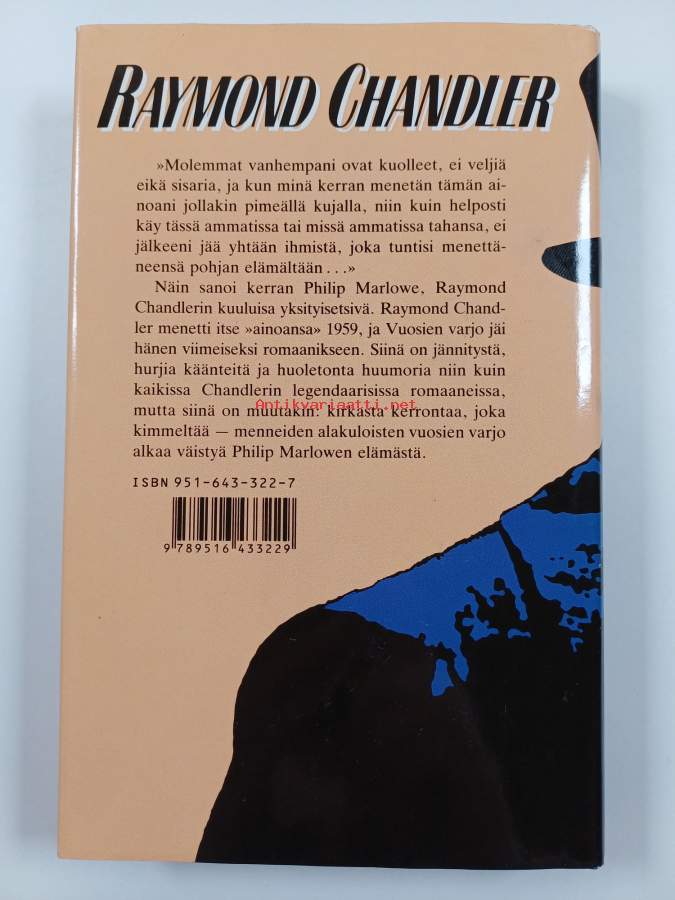 RAYMOND CHANDLER
»Molemmat vanhempani ovat kuolleet, ei veljiä
eikä sisaria, ja kun minä kerran menetän tämän ai-
noani jollakin pimeällä kujalla, niin kuin helposti
käy tässä ammatissa tai missä ammatissa tahansa, ei
jälkeeni jää yhtään ihmistä, joka tuntisi menettä-
neensä pohjan elämältään . . .»
Näin sanoi kerran Philip Marlowe, Raymond
Chandlerin kuuluisa yksityisetsivä. Raymond Chand-
ler menetti itse »ainoansa» 1959, ja Vuosien varjo jäi
hänen viimeiseksi romaanikseen. Siinä on jännitystä,
hurjia käänteitä ja huoletonta huumoria niin kuin
kaikissa Chandlerin legendaarisissa romaaneissa,
Antikvariaatti.net
mutta siinä on muutakin: kirkasta kerrontaa, joka
kimmeltää — menneiden alakuloisten vuosien varjo
alkaa väistyä Philip Marlowen elämästä.
ISBN 951-643-322-7
9 789516 433229